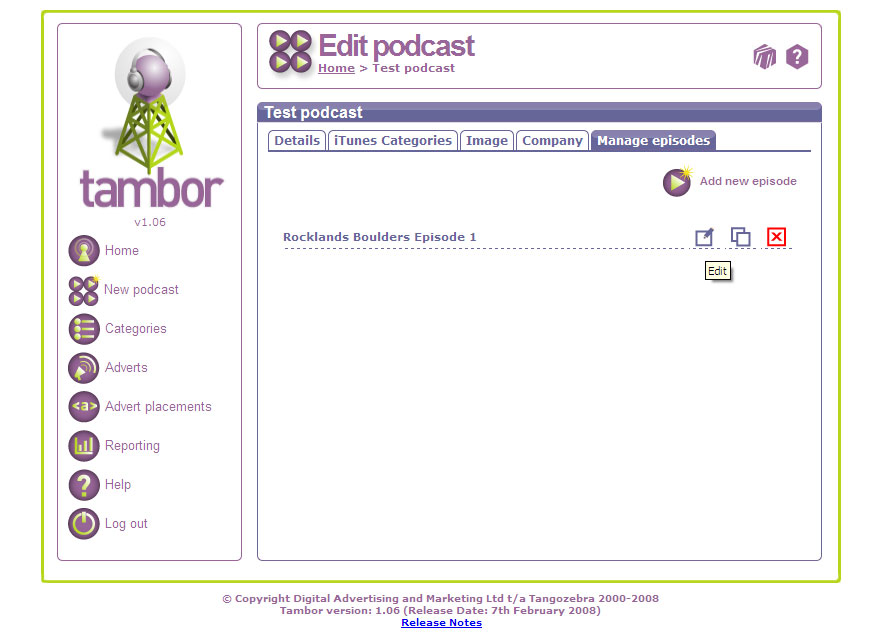 tambor
v1.06
Home
New podcast
Categories
Adverts
<a>
Advert placements
Reporting
?
Help
Log out
Edit podcast
Home > Test podcast
?
Test podcast
Details
iTunes Categories
Image
Company
Manage episodes
Add new episode
Rocklands Boulders Episode 1
Edit
© Copyright Digital Advertising and Marketing Ltd t/a Tangozebra 2000-2008
Tambor version: 1.06 (Release Date: 7th February 2008)
Release Notes